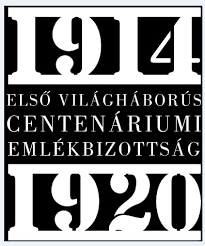 1914
ELSŐ VILÁGHÁBORÚS
CENTENÁRIUMI
EMLÉKBIZOTTSÁG
1920